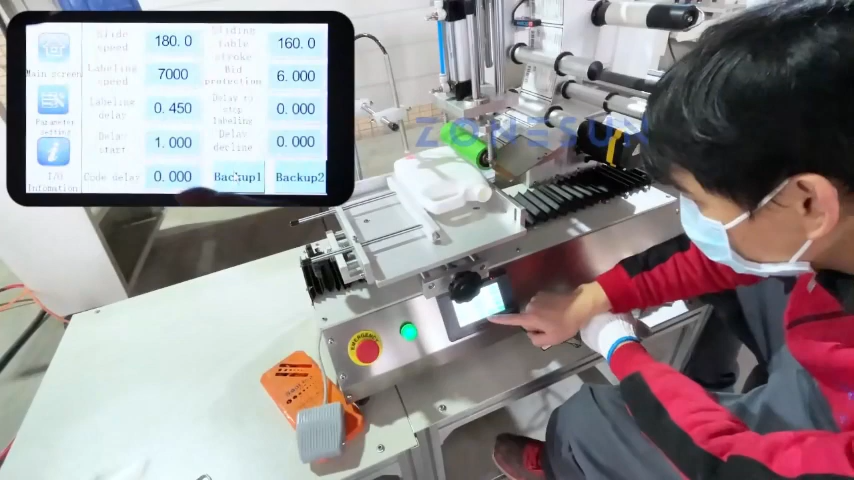 Slide speed 180.0 Sliding table stroke 160.0
Main screen
Labeling speed 7000 Bid protection 6.000
Parameter setting
Labeling delay 0.450 Delay to stop labeling 0.000
Delay start 1.000 Delay decline 0.000
I/O Infomation
Code delay 0.000 Backup1 Backup2
ZONESUN
EMERGENCY